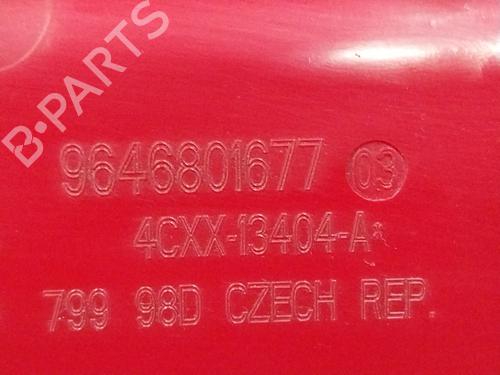 B-PARTS
9646801677 03
4CXX-13404-A*
799 98D CZECH REP.